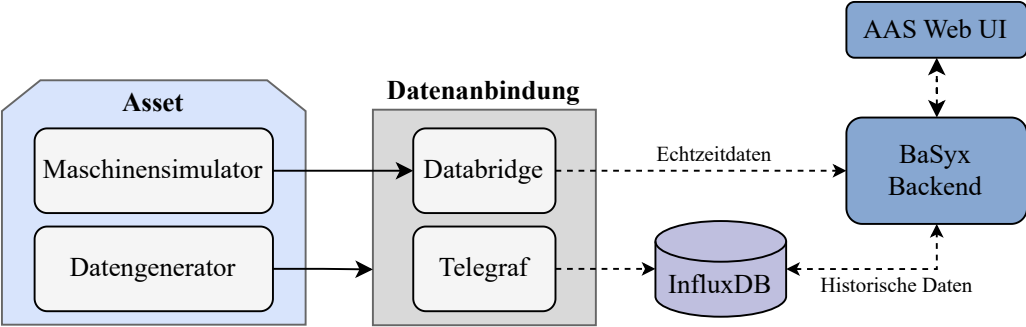 AAS Web UI
Datenanbindung
Asset
Maschinensimulator
Databridge
Echtzeitdaten
BaSyx
Backend
Datengenerator
Telegraf
InfluxDB
Historische Daten